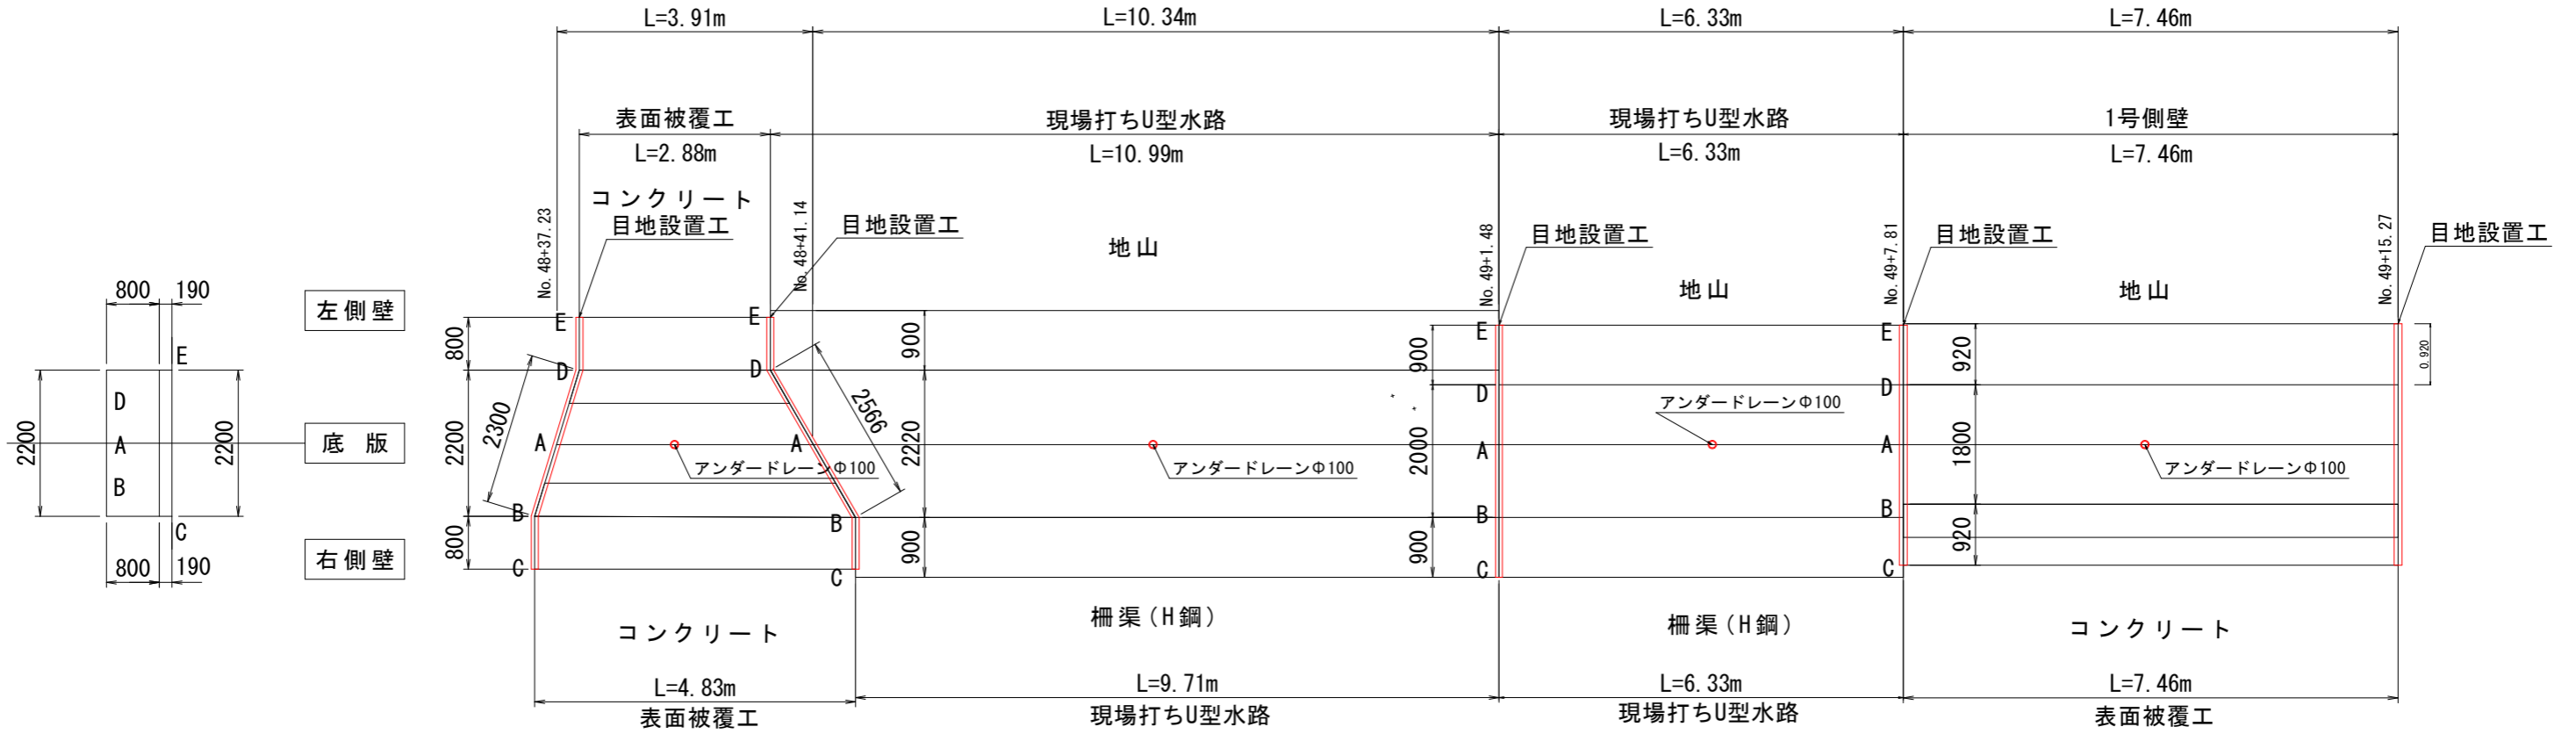 L=3.91m
L=10.34m
L=6.33m
L=7.46m
表面被覆工
現場打ちU型水路
現場打ちU型水路
1号側壁
L=2.88m
L=10.99m
L=6.33m
L=7.46m
コンクリート
目地設置工
目地設置工
地山
目地設置工
目地設置工
目地設置工
No.48+37.23
No.48+41.14
No.49+1.48
No.49+7.81
No.49+15.27
地山
地山
800
190
左側壁
800
E
E
900
900
E
E
920
0.920
E
D
D
D
D
D
2200
A
2200
底版
2300
2200
A
A
2566
2220
2000
A
A
1800
アンダードレーンΦ100
アンダードレーンΦ100
アンダードレーンΦ100
アンダードレーンΦ100
B
B
B
B
B
C
800
190
右側壁
800
C
C
900
900
C
C
920
コンクリート
柵渠(H鋼)
柵渠(H鋼)
コンクリート
L=4.83m
L=9.71m
L=6.33m
L=7.46m
表面被覆工
現場打ちU型水路
現場打ちU型水路
表面被覆工